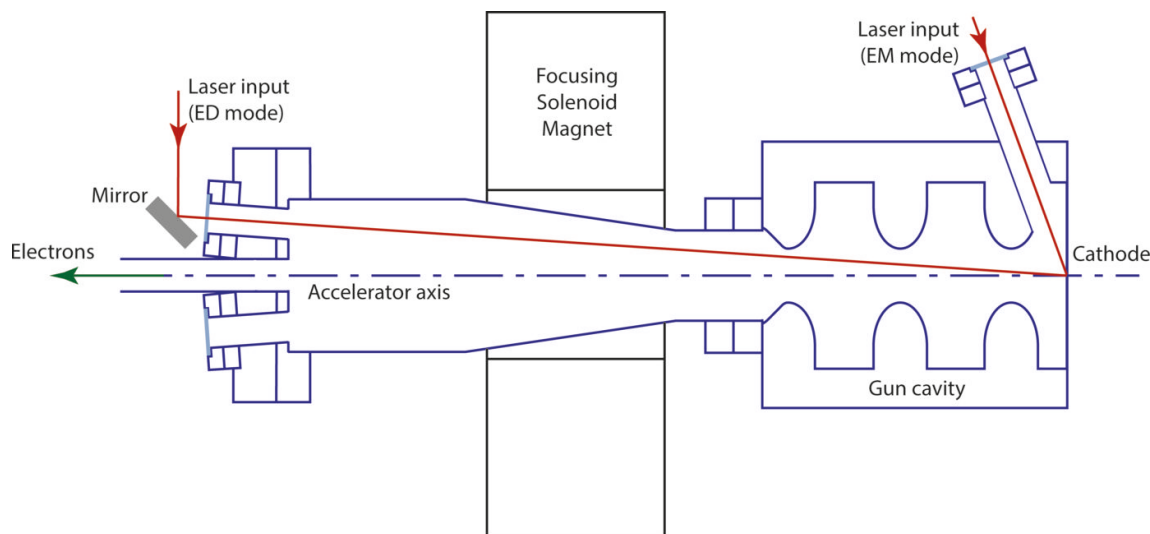 Laser input
(EM mode)
Focusing
Solenoid
Magnet
Laser input
(ED mode)
Mirror
Electrons
Cathode
Accelerator axis
Gun cavity